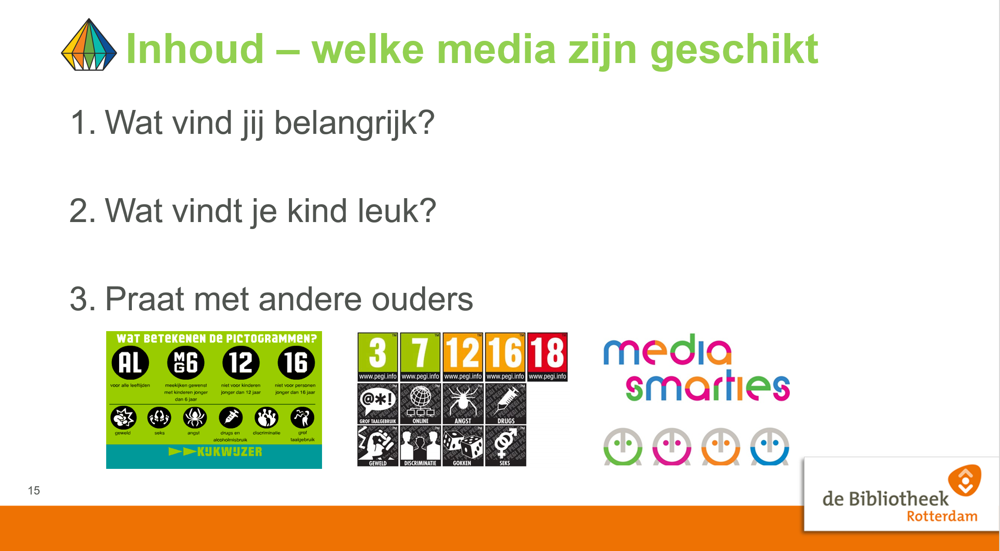 Inhoud – welke media zijn geschikt
1. Wat vind jij belangrijk?
2. Wat vindt je kind leuk?
3. Praat met andere ouders
WaT BeTeKeNeN De PICTOGRaMMeN?
AL MG6 12 16
voor alle leeftijden
meekijken gewenst
met kinderen jonger
dan 6 jaar
niet voor kinderen
jonger dan 12 jaar
niet voor personen
jonger dan 16 jaar
geweld
seks
angst
drugs en
alcoholmisbruik
discriminatie
grof
taalgebruik
KIJKWIJZER
3 7 12 16 18
www.pegi.info www.pegi.info www.pegi.info www.pegi.info www.pegi.info
@*!
GROF TAALGEBRUIK ONLINE ANGST DRUGS
GEWELD DISCRIMINATIE GOKKEN SEKS
media
smarties
15
de Bibliotheek
Rotterdam